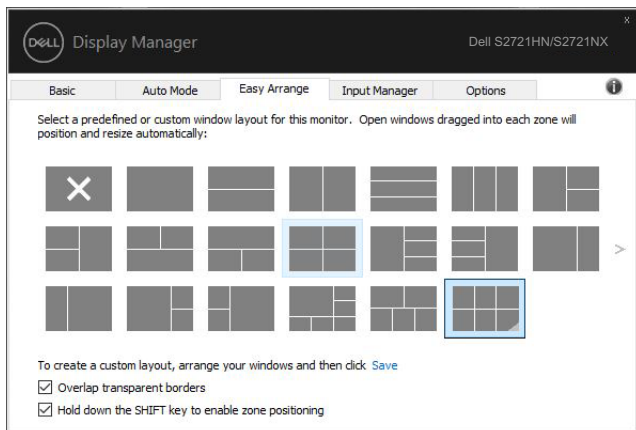 DELL Display Manager
x
Dell S2721HN/S2721NX
Basic Auto Mode Easy Arrange Input Manager Options i
Select a predefined or custom window layout for this monitor. Open windows dragged into each zone will
position and resize automatically:
>
To create a custom layout, arrange your windows and then click Save
Overlap transparent borders
Hold down the SHIFT key to enable zone positioning